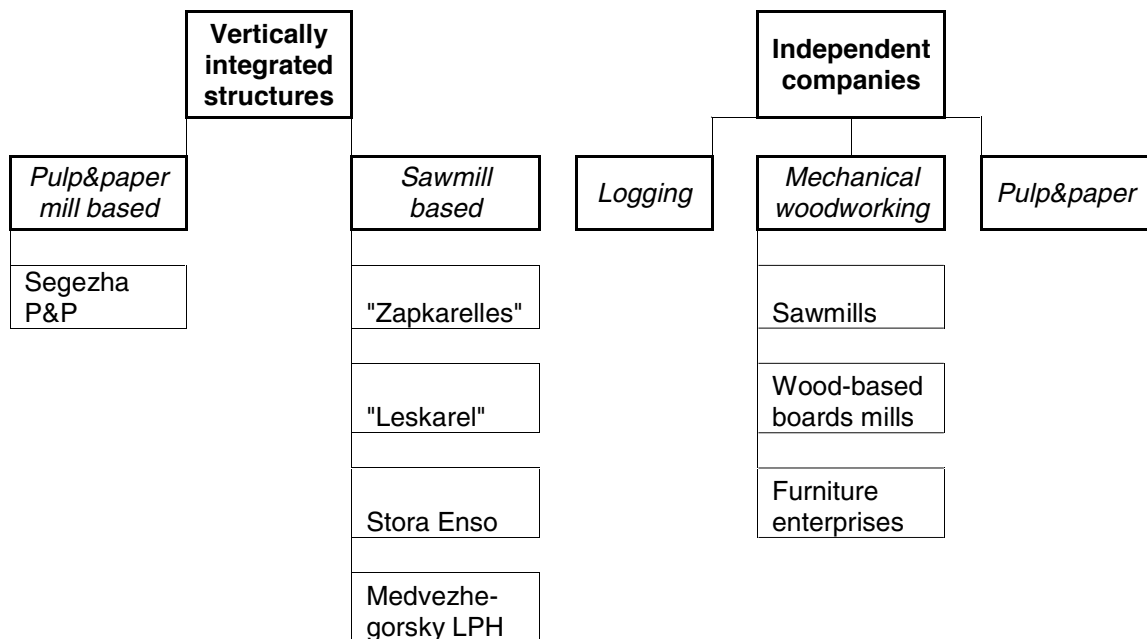 Vertically
integrated
structures
Independent
companies
Pulp&paper
mill based
Sawmill
based
Logging
Mechanical
woodworking
Pulp&paper
Segezha
P&P
"Zapkarelles"
"Leskarel"
Stora Enso
Medvezhe-
gorsky LPH
Sawmills
Wood-based
boards mills
Furniture
enterprises